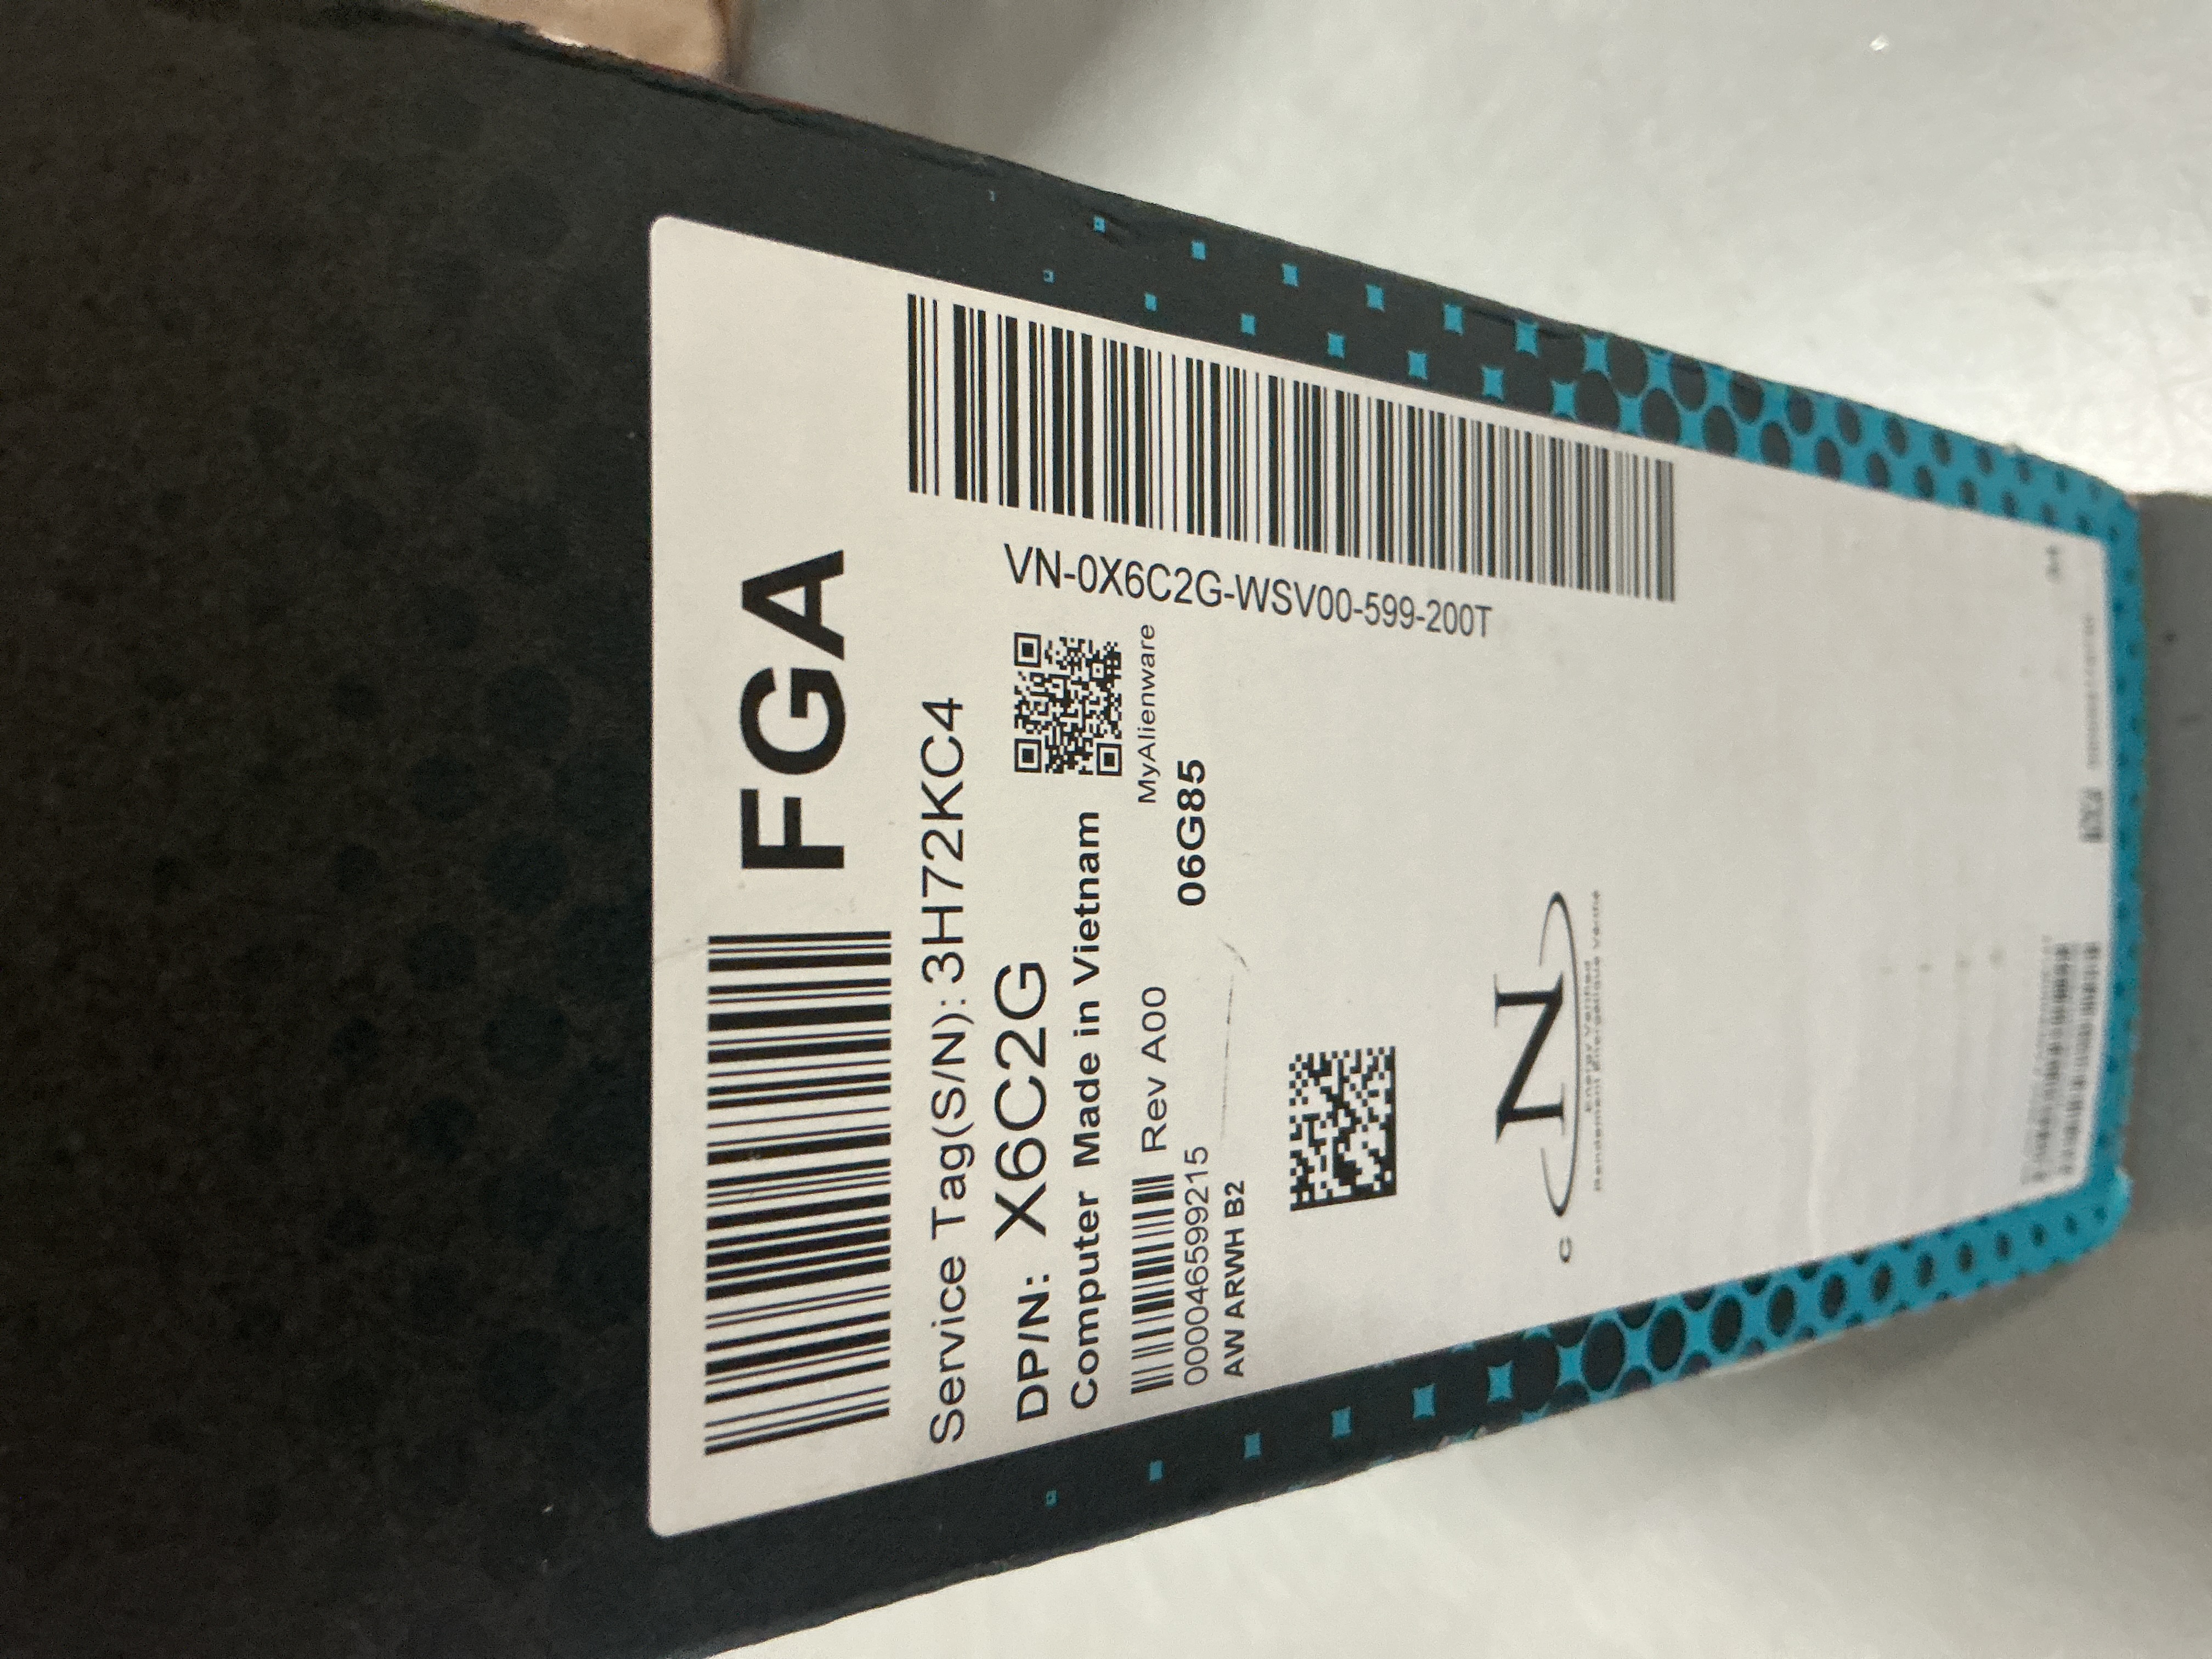 FGA
Service Tag(S/N): 3H72KC4
DP/N: X6C2G
Computer Made in Vietnam
MyAlienware
Rev A00
06G85
000046599215
AW ARWH B2
VN-0X6C2G-WSV00-599-200T
C
N
Energy Verified
Rendement Énergétique Vérifié